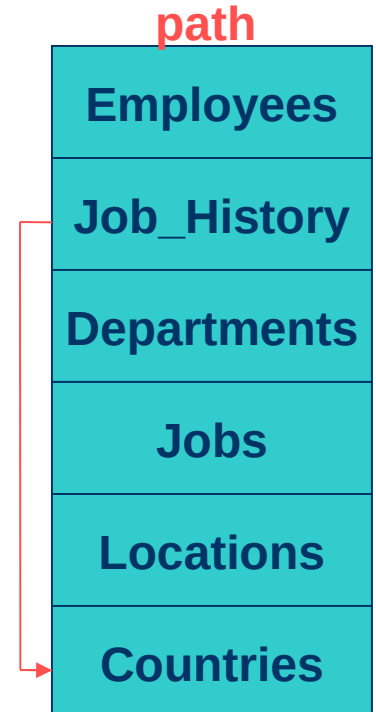 path
Employees
Job_History
Departments
Jobs
Locations
Countries